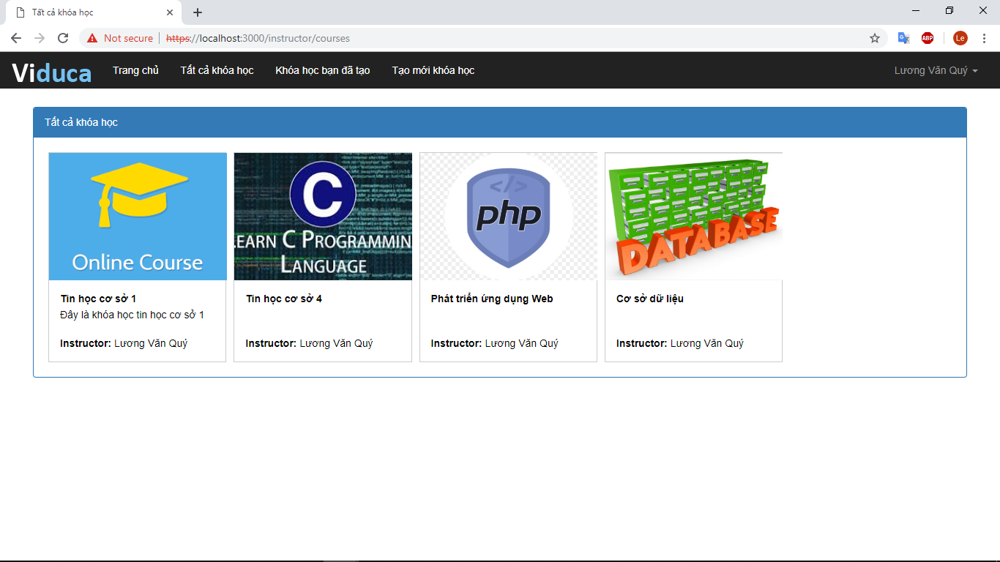 Tất cả khóa học
Not secure https://localhost:3000/instructor/courses
ABP
Le
Viduca Trang chủ Tất cả khóa học Khóa học bạn đã tạo Tạo mới khóa học Lương Văn Quý
Tất cả khóa học
Online Course
C
LEARN C PROGRAMMIN
LANGUAGE
</>
php
DATABASE
Tin học cơ sở 1
Đây là khóa học tin học cơ sở 1
Instructor: Lương Văn Quý
Tin học cơ sở 4
Instructor: Lương Văn Quý
Phát triển ứng dụng Web
Instructor: Lương Văn Quý
Cơ sở dữ liệu
Instructor: Lương Văn Quý